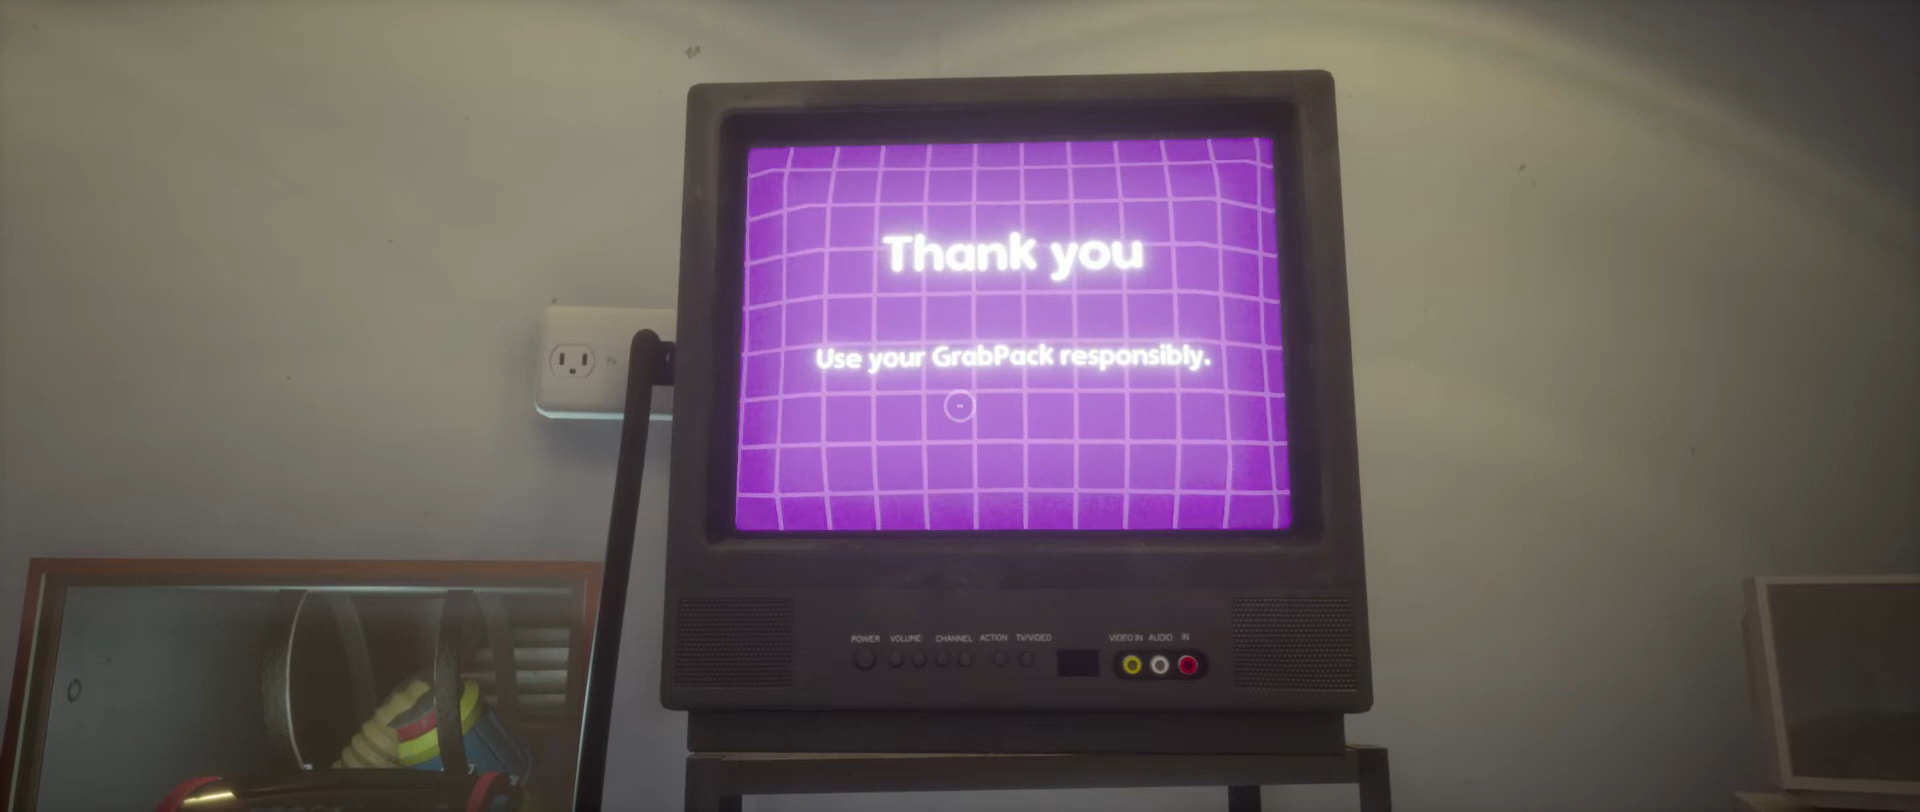 Thank you
Use your GrabPack responsibly.
POWER VOLUME CHANNEL ACTION TV/VIDEO VIDEO IN AUDIO IN